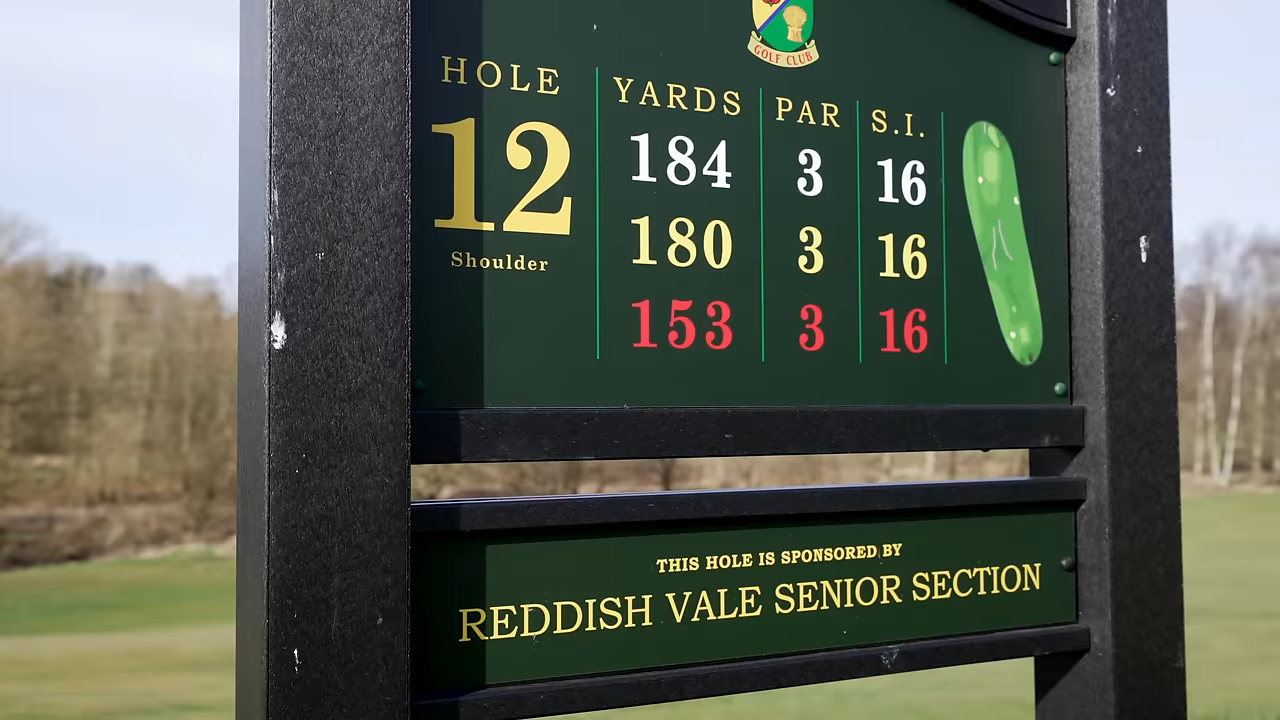 GOLF CLUB
HOLE YARDS PAR S.I.
12 184 3 16
180 3 16
Shoulder
153 3 16
THIS HOLE IS SPONSORED BY
REDDISH VALE SENIOR SECTION